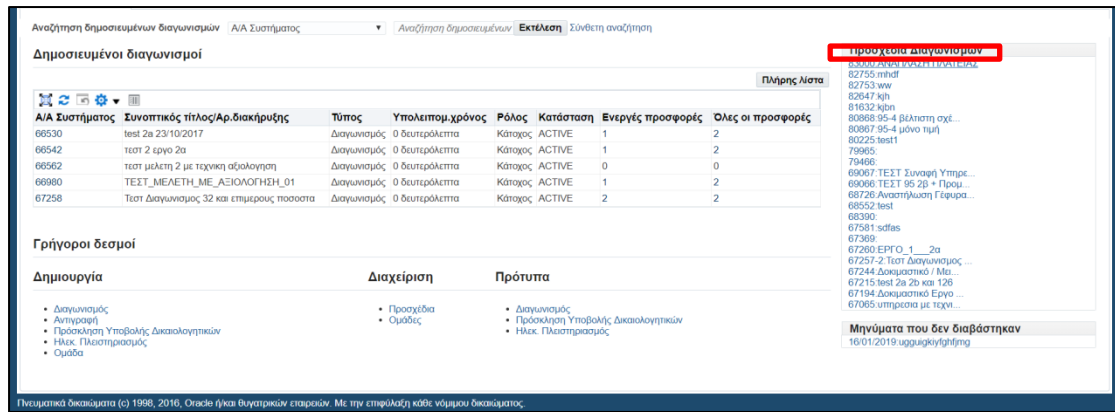 Αναζήτηση δημοσιευμένων διαγωνισμών Α/Α Συστήματος Αναζήτηση δημοσιευμένων Εκτέλεση Σύνθετη αναζήτηση
Δημοσιευμένοι διαγωνισμοί
Πλήρης λίστα
Α/Α Συστήματος Συνοπτικός τίτλος/Αρ.διακήρυξης Τύπος Υπολειπομ.χρόνος Ρόλος Κατάσταση Ενεργές προσφορές Όλες οι προσφορές
66530 test 2a 23/10/2017 Διαγωνισμός 0 δευτερόλεπτα Κάτοχος ACTIVE 1 2
66542 τεστ 2 εργο 2α Διαγωνισμός 0 δευτερόλεπτα Κάτοχος ACTIVE 1 2
66562 τεστ μελετη 2 με τεχνικη αξιολογηση Διαγωνισμός 0 δευτερόλεπτα Κάτοχος ACTIVE 0 0
66980 ΤΕΣΤ_ΜΕΛΕΤΗ_ΜΕ_ΑΞΙΟΛΟΓΗΣΗ_01 Διαγωνισμός 0 δευτερόλεπτα Κάτοχος ACTIVE 1 2
67258 Τεστ Διαγωνισμος 32 και επιμερους ποσοστα Διαγωνισμός 0 δευτερόλεπτα Κάτοχος ACTIVE 2 2
Γρήγοροι δεσμοί
Δημιουργία
• Διαγωνισμός
• Αντιγραφή
• Πρόσκληση Υποβολής Δικαιολογητικών
• Ηλεκ. Πλειστηριασμός
• Ομάδα
Διαχείριση
• Προσχέδια
• Ομάδες
Πρότυπα
• Διαγωνισμός
• Πρόσκληση Υποβολής Δικαιολογητικών
• Ηλεκ. Πλειστηριασμός
Προσχέδια Διαγωνισμών
83000:ΑΝΑΠΛΑΣΗ ΠΛΑΤΕΙΑΣ
82755:mhdf
82753:ww
82647:kjh
81632:kjbn
80868:95-4 βέλτιστη σχέ...
80867:95-4 μόνο τιμή
80225:test1
79965:
79466:
69067:ΤΕΣΤ Συναφή Υπηρε...
69066:ΤΕΣΤ 95 2β + Προμ...
68726:Αναστήλωση Γέφυρα...
68552:test
68390:
67581:sdfas
67369:
67260:ΕΡΓΟ_1___2α
67257-2:Τεστ Διαγωνισμος ...
67244:Δοκιμαστικό / Μει...
67215:test 2a 2b και 126
67194:Δοκιμαστικό Εργο ...
67065:υπηρεσια με τεχνι...
Μηνύματα που δεν διαβάστηκαν
16/01/2019:ugguigkiyfghfjmg
Πνευματικά δικαιώματα (c) 1998, 2016, Oracle ή/και θυγατρικών εταιρειών. Με την επιφύλαξη κάθε νόμιμου δικαιώματος.